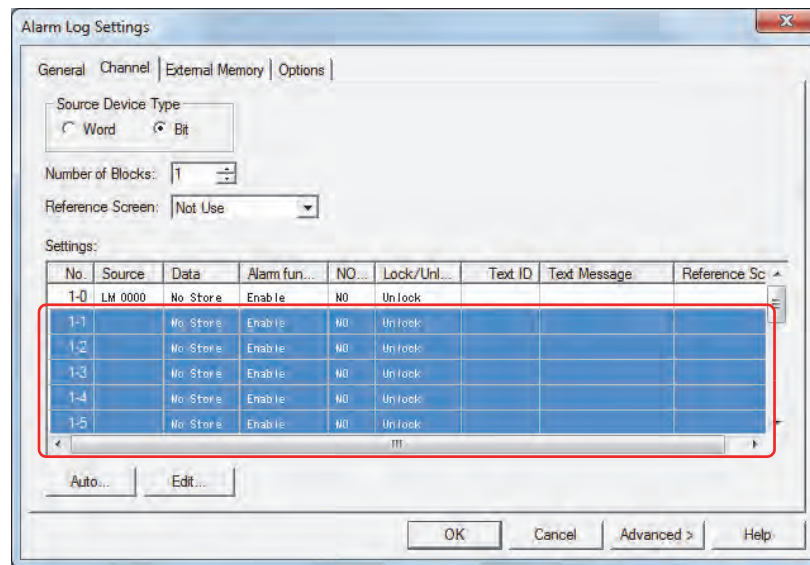 Alarm Log Settings
General Channel External Memory Options
Source Device Type
Word Bit
Number of Blocks: 1
Reference Screen: Not Use
Settings:
No. Source Data Alarm fun... NO... Lock/Unl... Text ID Text Message Reference Sc
1-0 LM 0000 No Store Enable NO Unlock
1-1 No Store Enable NO Unlock
1-2 No Store Enable NO Unlock
1-3 No Store Enable NO Unlock
1-4 No Store Enable NO Unlock
1-5 No Store Enable NO Unlock
Auto... Edit...
OK Cancel Advanced > Help